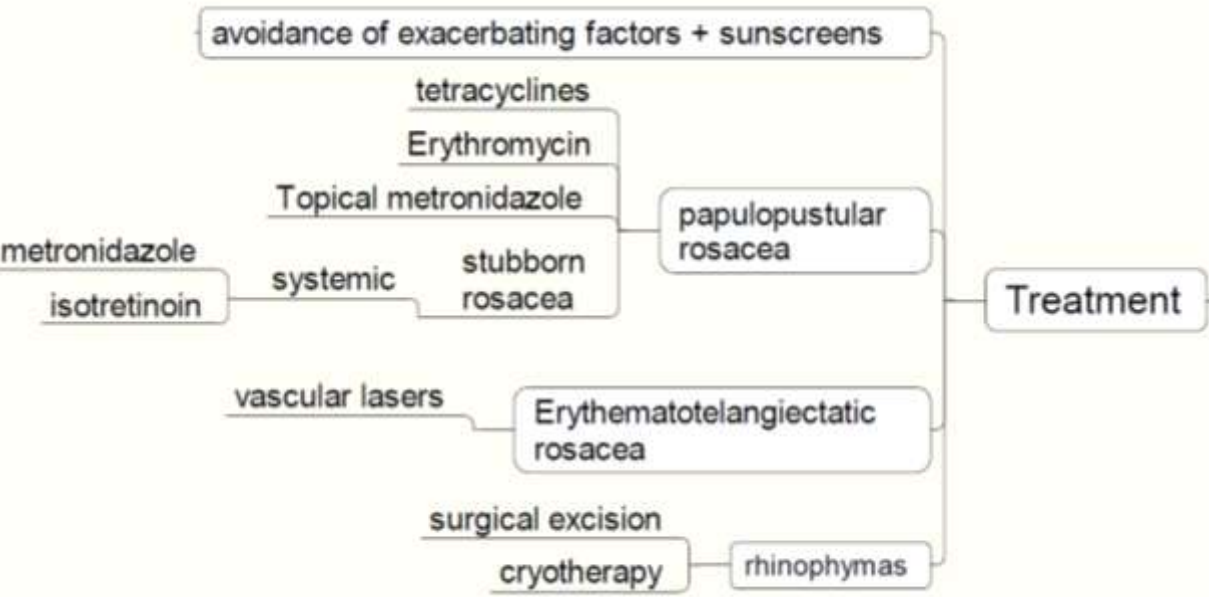 avoidance of exacerbating factors + sunscreens
tetracyclines
Erythromycin
Topical metronidazole
papulopustular
rosacea
metronidazole
isotretinoin
systemic
stubborn
rosacea
Treatment
vascular lasers
Erythematotelangiectatic
rosacea
surgical excision
cryotherapy
rhinophymas